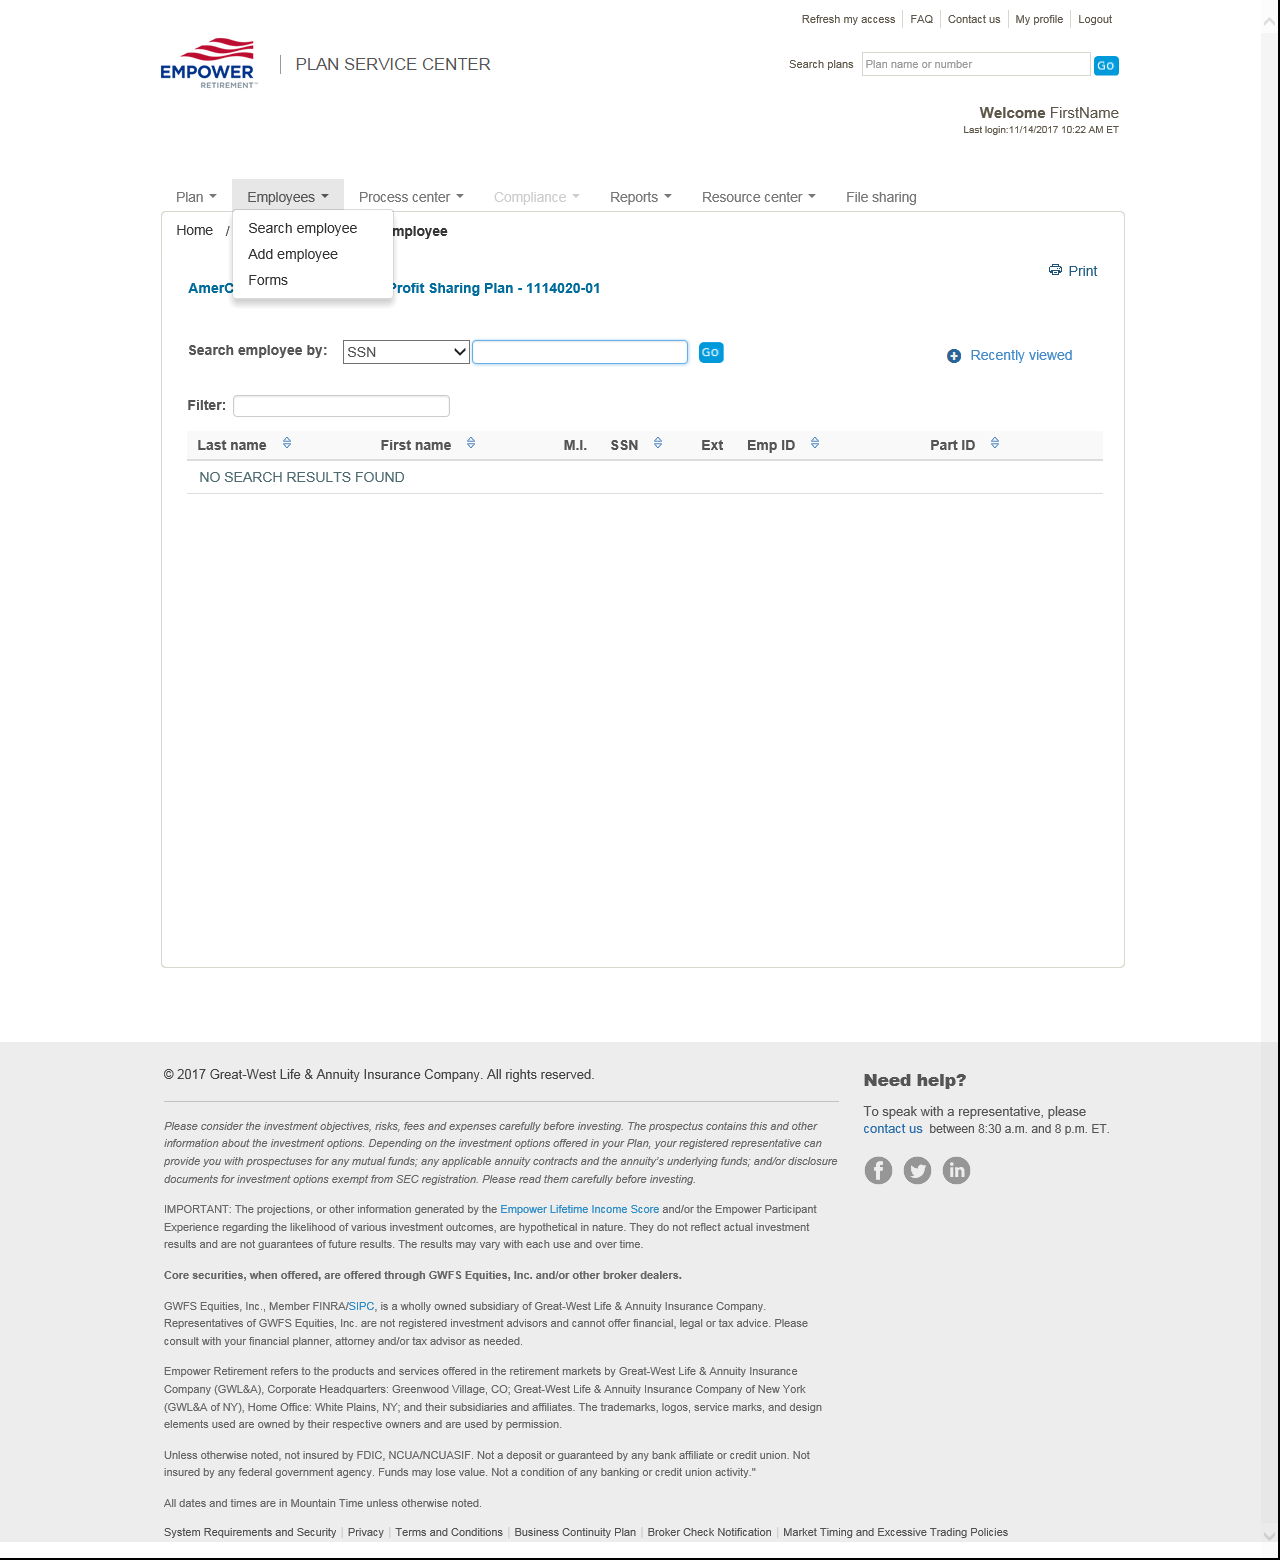 Refresh my access FAQ Contact us My profile Logout
EMPOWER
RETIREMENT™
PLAN SERVICE CENTER
Search plans Plan name or number GO
Welcome FirstName
Last login:11/14/2017 10:22 AM ET
Plan Employees Process center Compliance Reports Resource center File sharing
Home / mployee
Search employee
Add employee
Forms
Print
AmerC Profit Sharing Plan - 1114020-01
Search employee by: SSN GO
Recently viewed
Filter:
Last name First name M.I. SSN Ext Emp ID Part ID
NO SEARCH RESULTS FOUND
© 2017 Great-West Life & Annuity Insurance Company. All rights reserved.
Please consider the investment objectives, risks, fees and expenses carefully before investing. The prospectus contains this and other
information about the investment options. Depending on the investment options offered in your Plan, your registered representative can
provide you with prospectuses for any mutual funds; any applicable annuity contracts and the annuity's underlying funds; and/or disclosure
documents for investment options exempt from SEC registration. Please read them carefully before investing.
IMPORTANT: The projections, or other information generated by the Empower Lifetime Income Score and/or the Empower Participant
Experience regarding the likelihood of various investment outcomes, are hypothetical in nature. They do not reflect actual investment
results and are not guarantees of future results. The results may vary with each use and over time.
Core securities, when offered, are offered through GWFS Equities, Inc. and/or other broker dealers.
GWFS Equities, Inc., Member FINRA/SIPC, is a wholly owned subsidiary of Great-West Life & Annuity Insurance Company.
Representatives of GWFS Equities, Inc. are not registered investment advisors and cannot offer financial, legal or tax advice. Please
consult with your financial planner, attorney and/or tax advisor as needed.
Empower Retirement refers to the products and services offered in the retirement markets by Great-West Life & Annuity Insurance
Company (GWL&A), Corporate Headquarters: Greenwood Village, CO; Great-West Life & Annuity Insurance Company of New York
(GWL&A of NY), Home Office: White Plains, NY; and their subsidiaries and affiliates. The trademarks, logos, service marks, and design
elements used are owned by their respective owners and are used by permission.
Unless otherwise noted, not insured by FDIC, NCUA/NCUASIF. Not a deposit or guaranteed by any bank affiliate or credit union. Not
insured by any federal government agency. Funds may lose value. Not a condition of any banking or credit union activity."
All dates and times are in Mountain Time unless otherwise noted.
System Requirements and Security | Privacy | Terms and Conditions | Business Continuity Plan | Broker Check Notification | Market Timing and Excessive Trading Policies
Need help?
To speak with a representative, please
contact us between 8:30 a.m. and 8 p.m. ET.